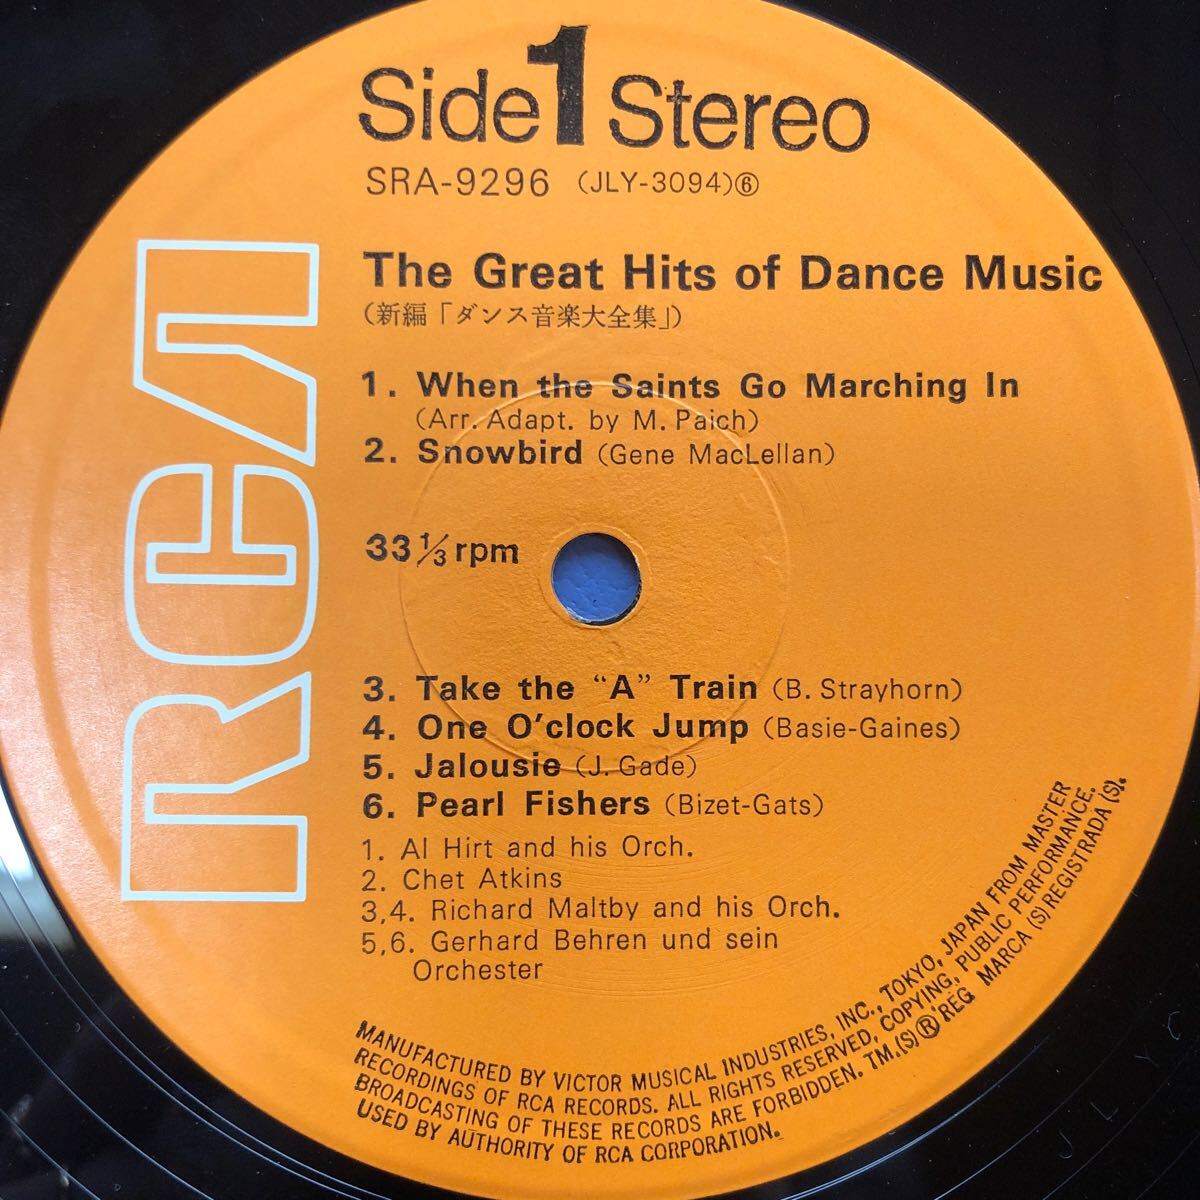 Side 1 Stereo
SRA-9296 (JLY-3094)⑥
RCA
The Great Hits of Dance Music
(新編「ダンス音楽大全集」)
1. When the Saints Go Marching In
(Arr. Adapt. by M. Paich)
2. Snowbird (Gene MacLellan)
33 1/3 rpm
3. Take the “A” Train (B. Strayhorn)
4. One O'clock Jump (Basie-Gaines)
5. Jalousie (J. Gade)
6. Pearl Fishers (Bizet-Gats)
1. Al Hirt and his Orch.
2. Chet Atkins
3,4. Richard Maltby and his Orch.
5,6. Gerhard Behren und sein
Orchester
MANUFACTURED BY VICTOR MUSICAL INDUSTRIES, INC., TOKYO, JAPAN FROM MASTER
RECORDINGS OF RCA RECORDS. ALL RIGHTS RESERVED, COPYING, PUBLIC PERFORMANCE.
BROADCASTING OF THESE RECORDS ARE FORBIDDEN. TM.(S)® REG MARCA (S) REGISTRADA (S).
USED BY AUTHORITY OF RCA CORPORATION.